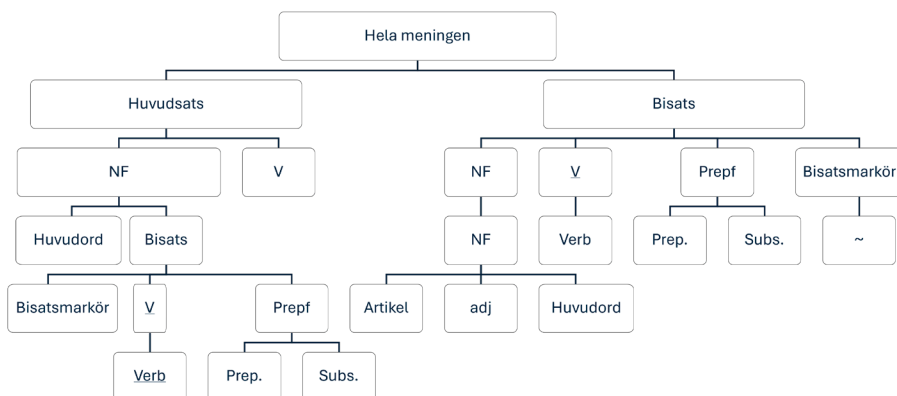 Hela meningen
Huvudsats
Bisats
NF
V
NF
V
Prepf
Bisatsmarkör
Huvudord
Bisats
NF
Verb
Prep.
Subs.
~
Bisatsmarkör
V
Prepf
Artikel
adj
Huvudord
Verb
Prep.
Subs.